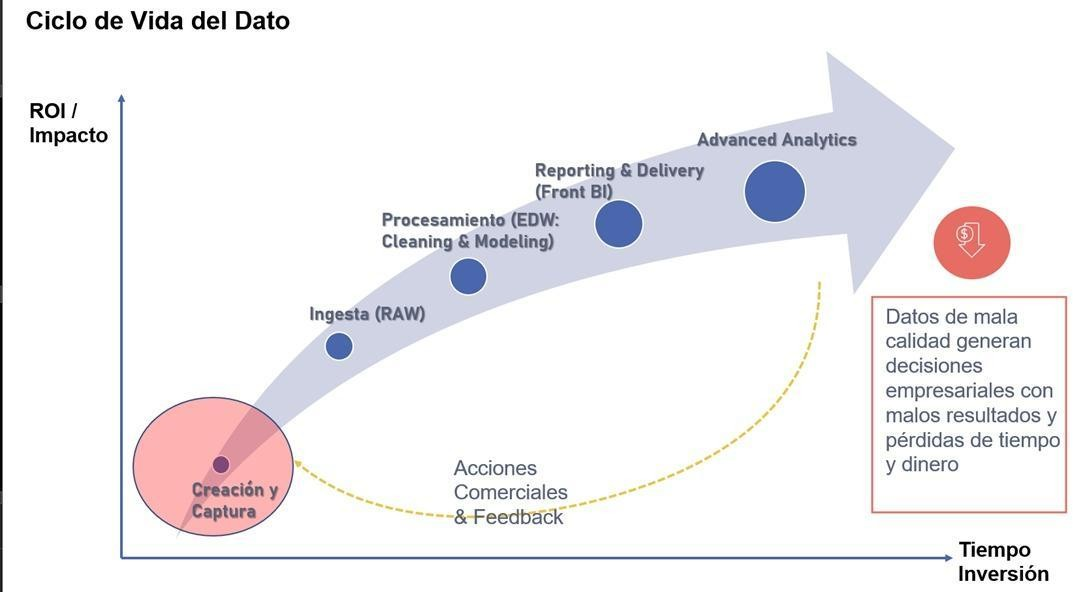 Ciclo de Vida del Dato
ROI /
Impacto
Advanced Analytics
Reporting & Delivery
(Front BI)
Procesamiento (EDW:
Cleaning & Modeling)
Ingesta (RAW)
Creación y
Captura
Acciones
Comerciales
& Feedback
$
Datos de mala
calidad generan
decisiones
empresariales con
malos resultados y
pérdidas de tiempo
y dinero
Tiempo
Inversión